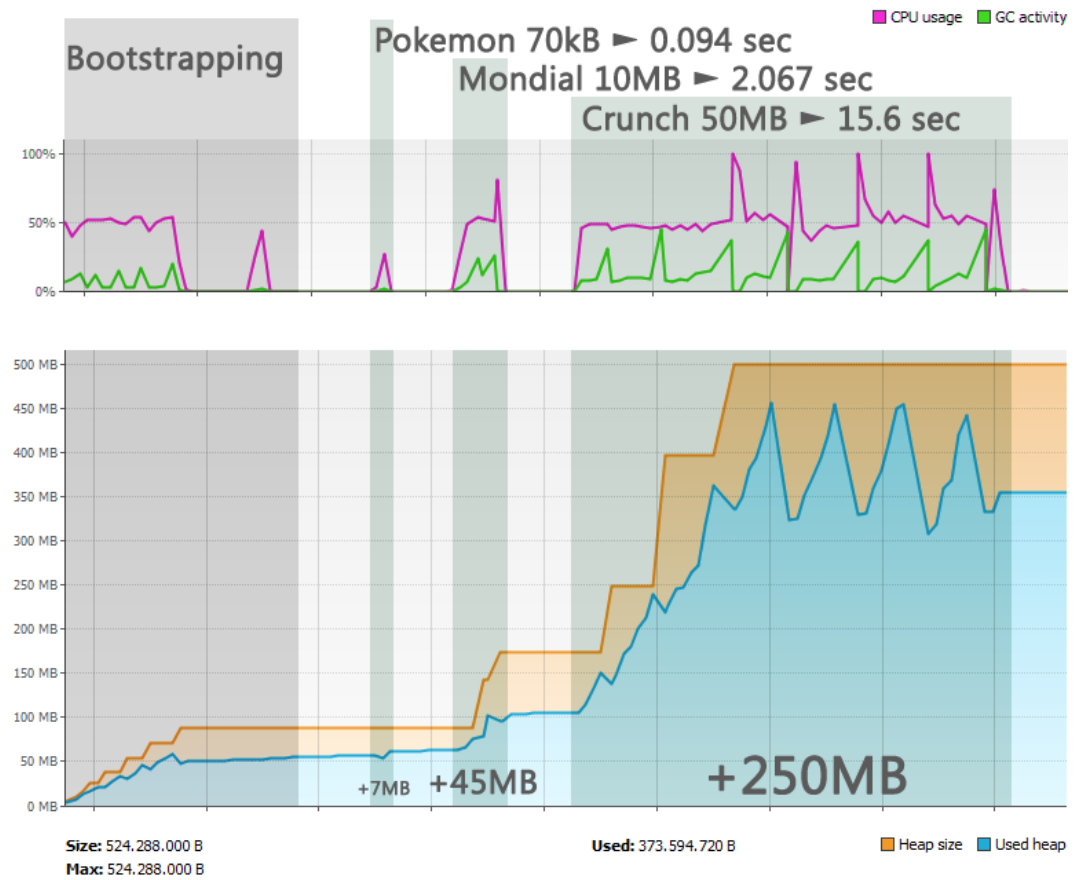 CPU usage GC activity
Bootstrapping
Pokemon 70kB ► 0.094 sec
Mondial 10MB ► 2.067 sec
Crunch 50MB ► 15.6 sec
100%
50%
0%
500 MB
450 MB
400 MB
350 MB
300 MB
250 MB
200 MB
150 MB
100 MB
50 MB
0 MB
+7MB +45MB +250MB
Size: 524.288.000 B Used: 373.594.720 B Heap size Used heap
Max: 524.288.000 B